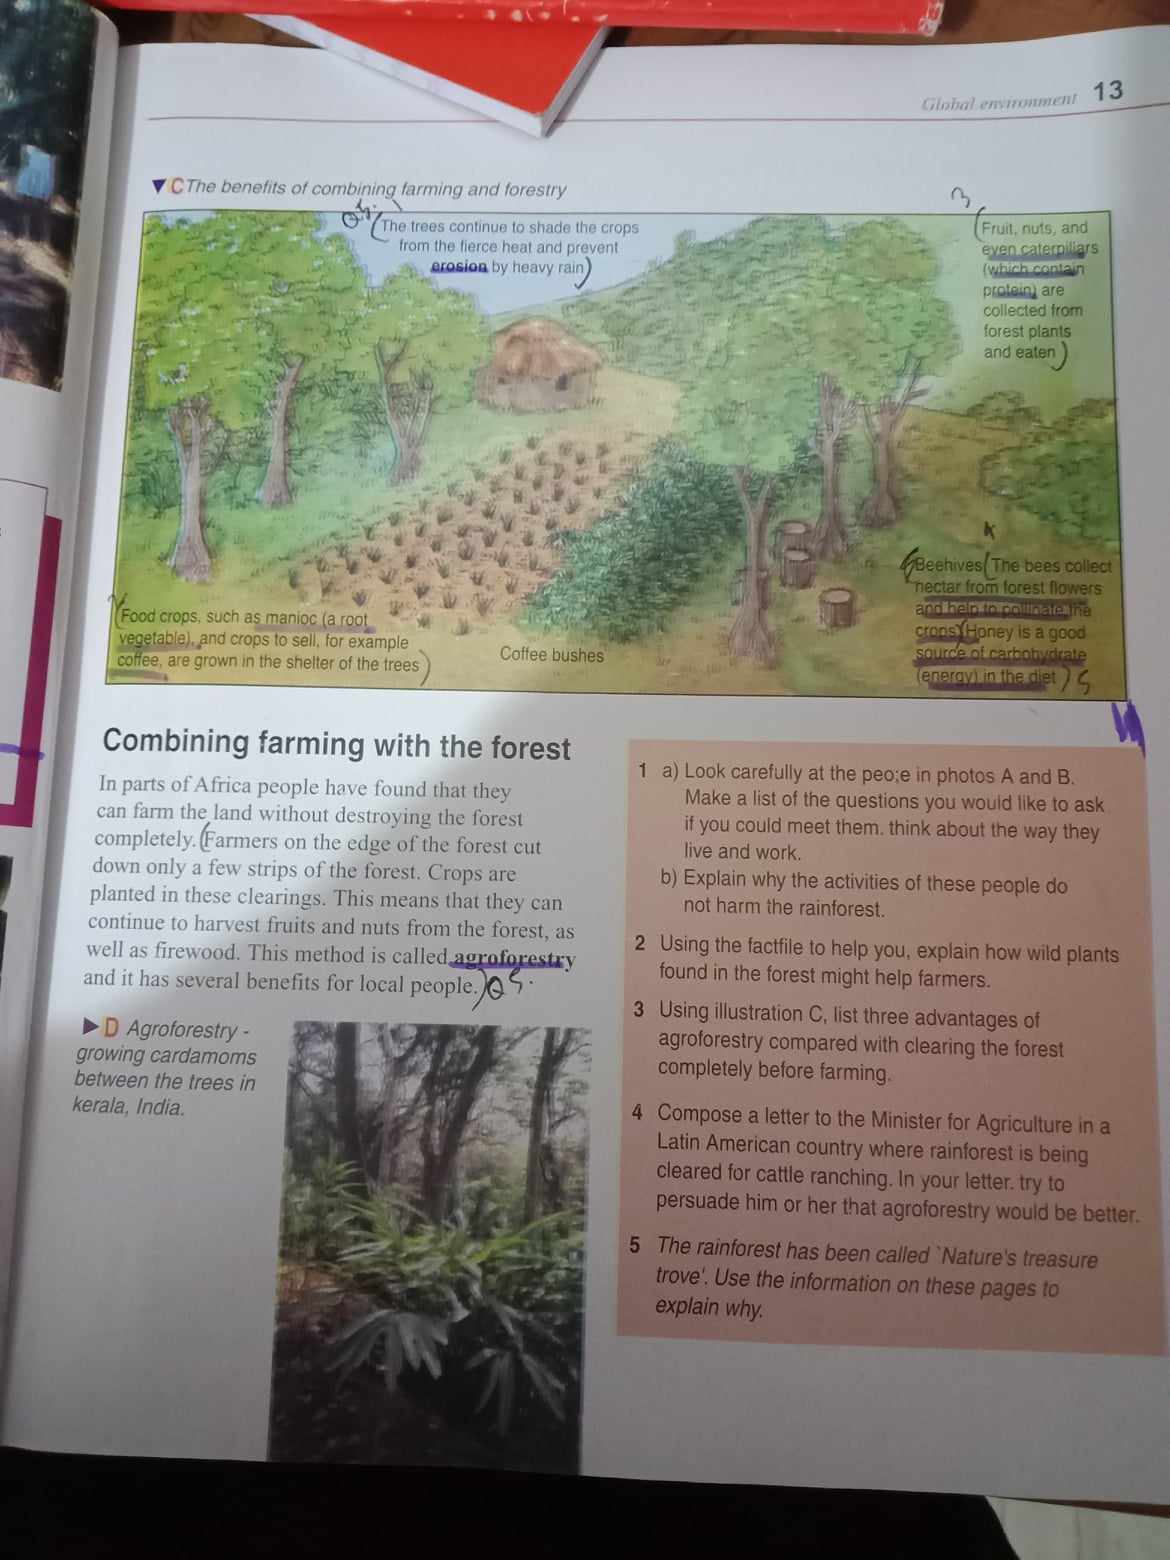 Global environment 13
▼ C The benefits of combining farming and forestry
Q5. 1
The trees continue to shade the crops
from the fierce heat and prevent
erosion by heavy rain
3
Fruit, nuts, and
even caterpillars
(which contain
protein) are
collected from
forest plants
and eaten
4
Beehives (The bees collect
nectar from forest flowers
and help to pollinate the
crops) Honey is a good
source of carbohydrate
(energy) in the diet
5
Food crops, such as manioc (a root
vegetable), and crops to sell, for example
coffee, are grown in the shelter of the trees
Coffee bushes
Combining farming with the forest
In parts of Africa people have found that they
can farm the land without destroying the forest
completely. (Farmers on the edge of the forest cut
down only a few strips of the forest. Crops are
planted in these clearings. This means that they can
continue to harvest fruits and nuts from the forest, as
well as firewood. This method is called agroforestry
and it has several benefits for local people.) Q5.
▶ D Agroforestry -
growing cardamoms
between the trees in
kerala, India.
1 a) Look carefully at the peo;e in photos A and B.
Make a list of the questions you would like to ask
if you could meet them. think about the way they
live and work.
b) Explain why the activities of these people do
not harm the rainforest.
2 Using the factfile to help you, explain how wild plants
found in the forest might help farmers.
3 Using illustration C, list three advantages of
agroforestry compared with clearing the forest
completely before farming.
4 Compose a letter to the Minister for Agriculture in a
Latin American country where rainforest is being
cleared for cattle ranching. In your letter. try to
persuade him or her that agroforestry would be better.
5 The rainforest has been called `Nature's treasure
trove'. Use the information on these pages to
explain why.